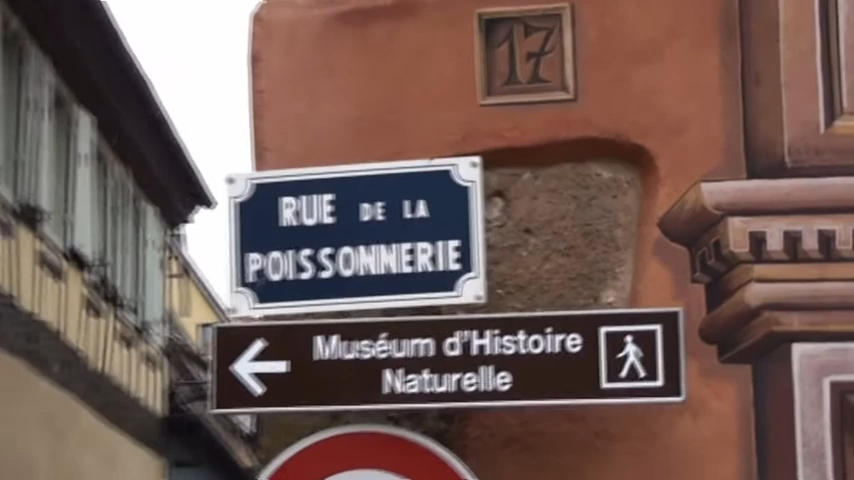 17
RUE DE LA
POISSONNERIE
Muséum d'Histoire
Naturelle